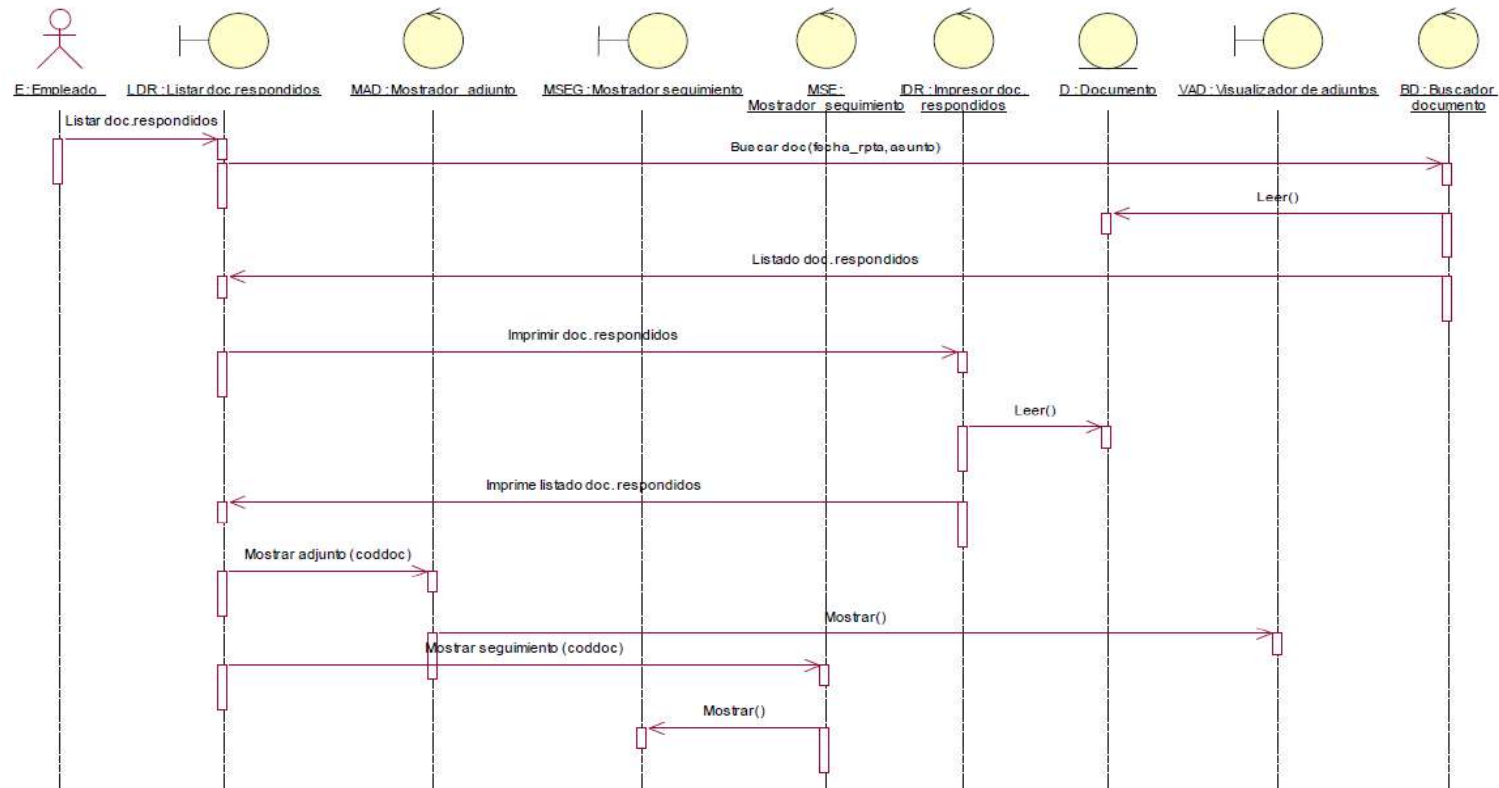 E : Empleado
LDR : Listar doc.respondidos
MAD : Mostrador_adjunto
MSEG : Mostrador seguimiento
MSE :
Mostrador_seguimiento
IDR : Impresor doc.
respondidos
D : Documento
VAD : Visualizador de adjuntos
BD : Buscador
documento
Listar doc.respondidos
Buscar doc(fecha_rpta,asunto)
Leer()
Listado doc.respondidos
Imprimir doc.respondidos
Leer()
Imprime listado doc.respondidos
Mostrar adjunto (coddoc)
Mostrar()
Mostrar seguimiento (coddoc)
Mostrar()